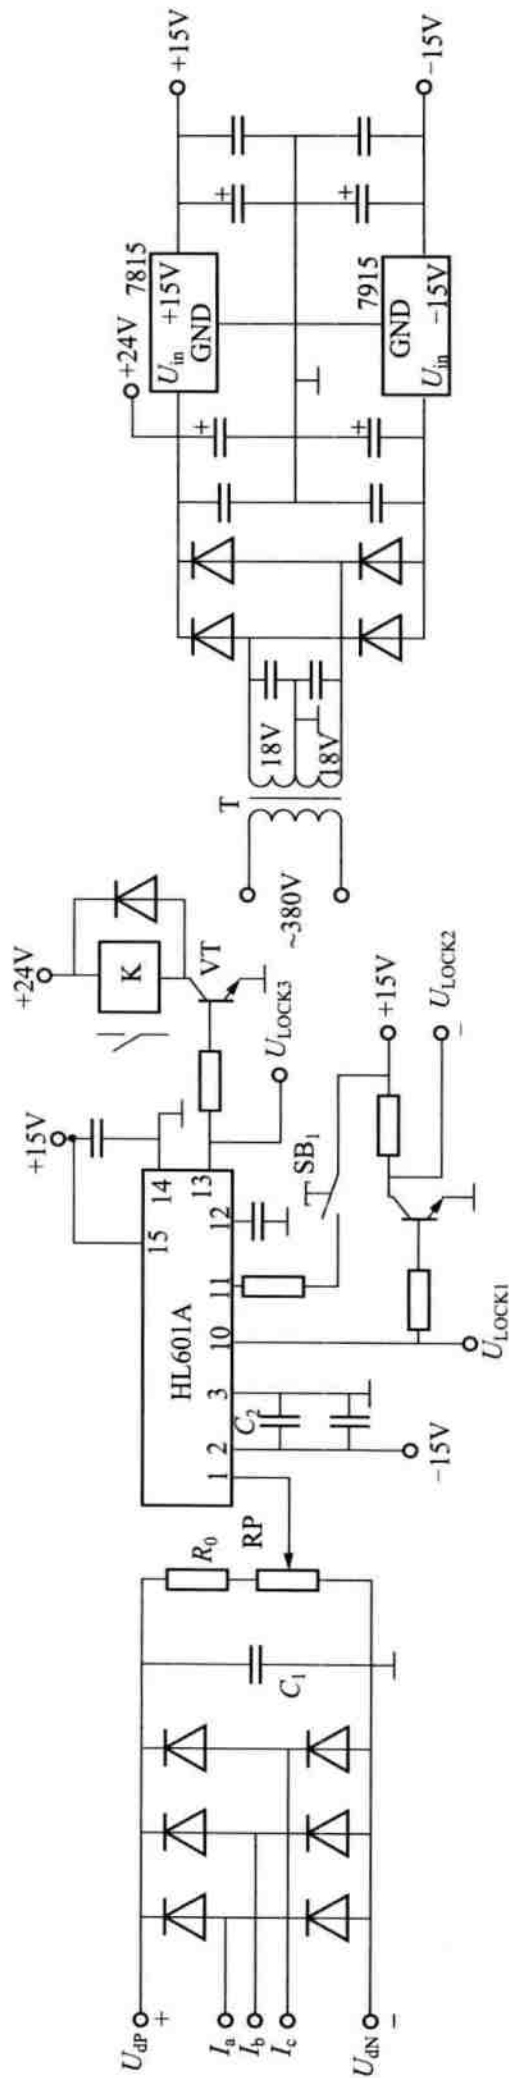 U_dP
+
I_a
I_b
I_c
U_dN
−
C_1
R_0
RP
HL601A
1
2
3
10
11
12
13
14
15
C_2
−15V
U_LOCK1
+15V
SB_1
U_LOCK3
+15V
U_LOCK2
−
+24V
K
VT
~380V
T
18V
18V
+24V
+
+
7815
U_in
+15V
GND
7915
GND
U_in
−15V
+
+
+15V
−15V